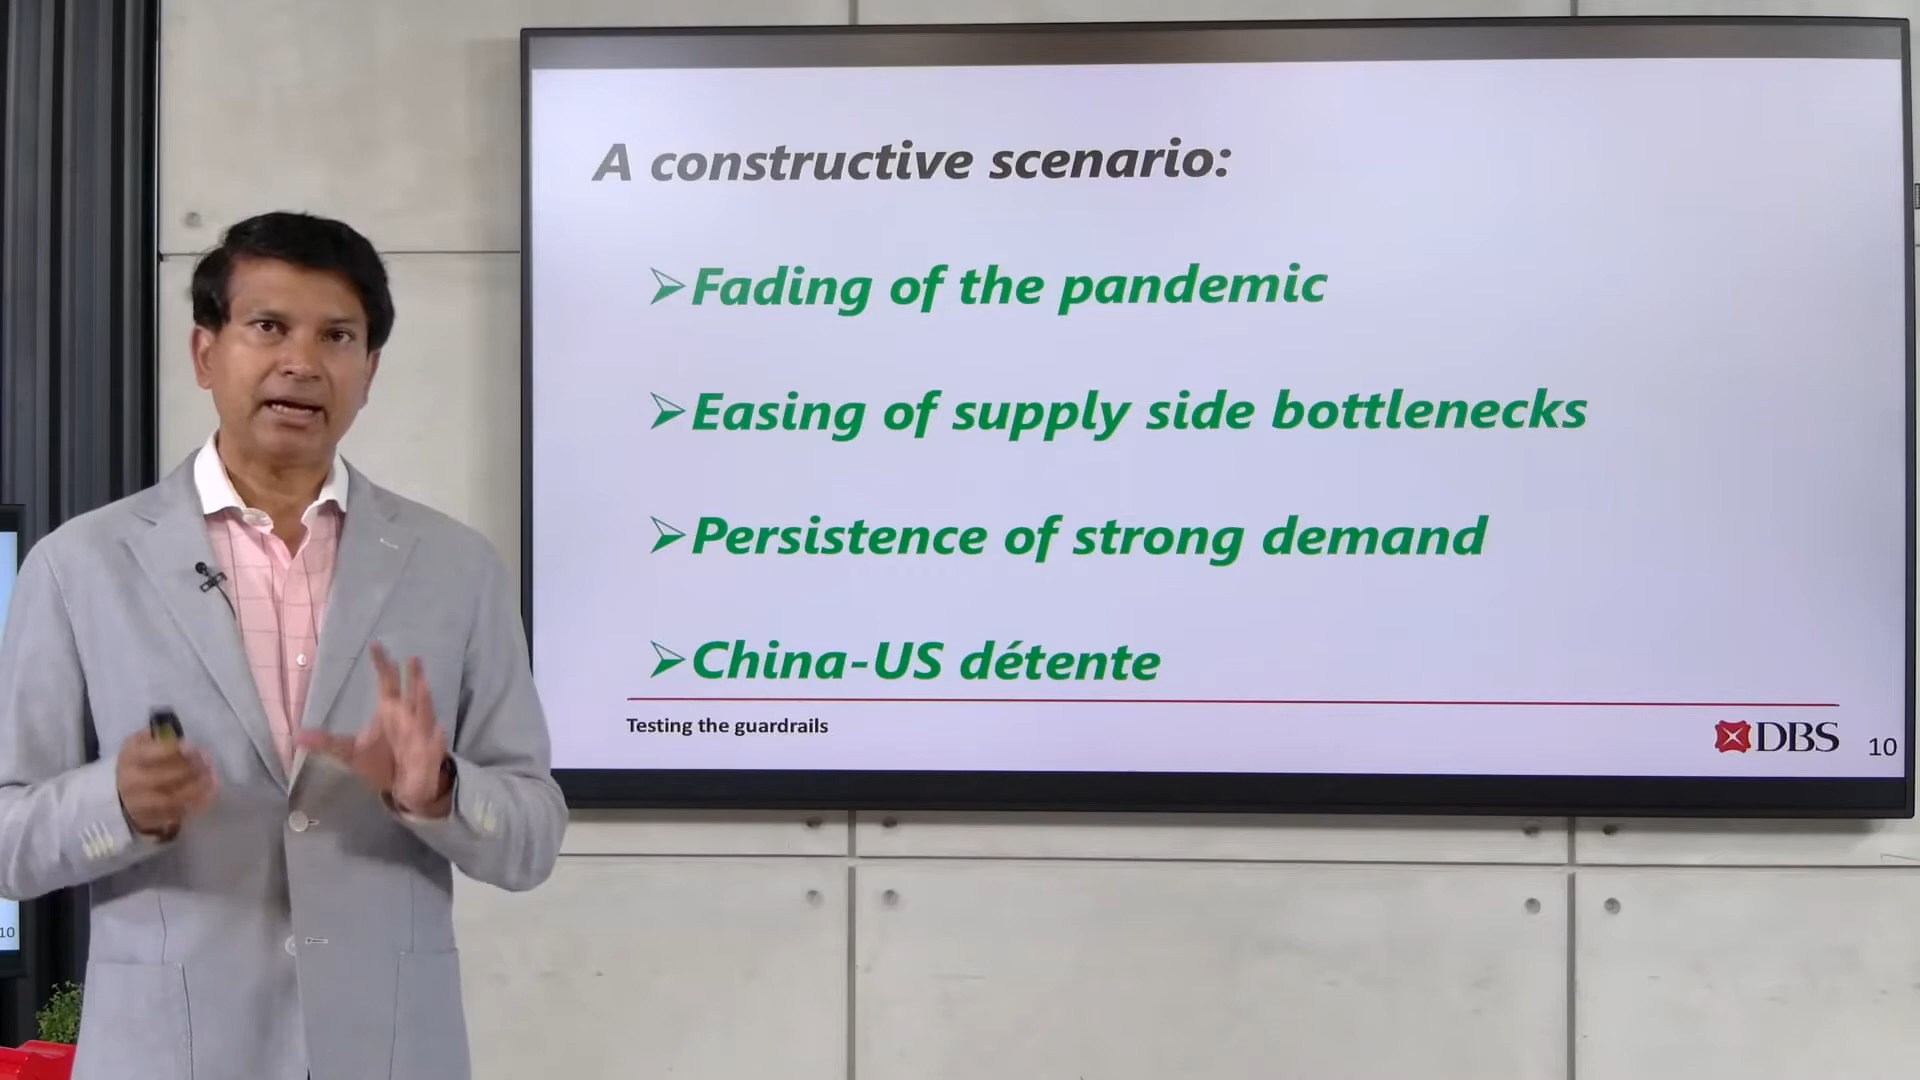 A constructive scenario:
➢Fading of the pandemic
➢Easing of supply side bottlenecks
➢Persistence of strong demand
➢China-US détente
Testing the guardrails
DBS
10
10